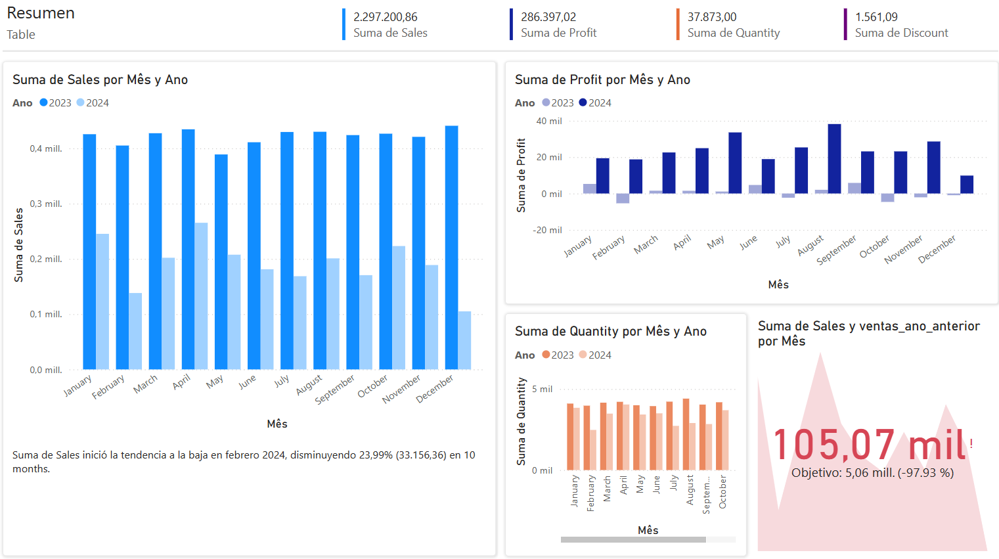 Resumen
Table
2.297.200,86
Suma de Sales
286.397,02
Suma de Profit
37.873,00
Suma de Quantity
1.561,09
Suma de Discount
Suma de Sales por Mês y Ano
Ano 2023 2024
Suma de Sales
0,4 mill.
0,3 mill.
0,2 mill.
0,1 mill.
0,0 mill.
January February March April May June July August September October November December
Mês
Suma de Sales inició la tendencia a la baja en febrero 2024, disminuyendo 23,99% (33.156,36) en 10
months.
Suma de Profit por Mês y Ano
Ano 2023 2024
Suma de Profit
40 mil
20 mil
0 mil
-20 mil
January February March April May June July August September October November December
Mês
Suma de Quantity por Mês y Ano
Ano 2023 2024
Suma de Quantity
5 mil
0 mil
January February March April May June July August Septem... October
Mês
Suma de Sales y ventas_ano_anterior
por Mês
105,07 mil!
Objetivo: 5,06 mill. (-97.93 %)